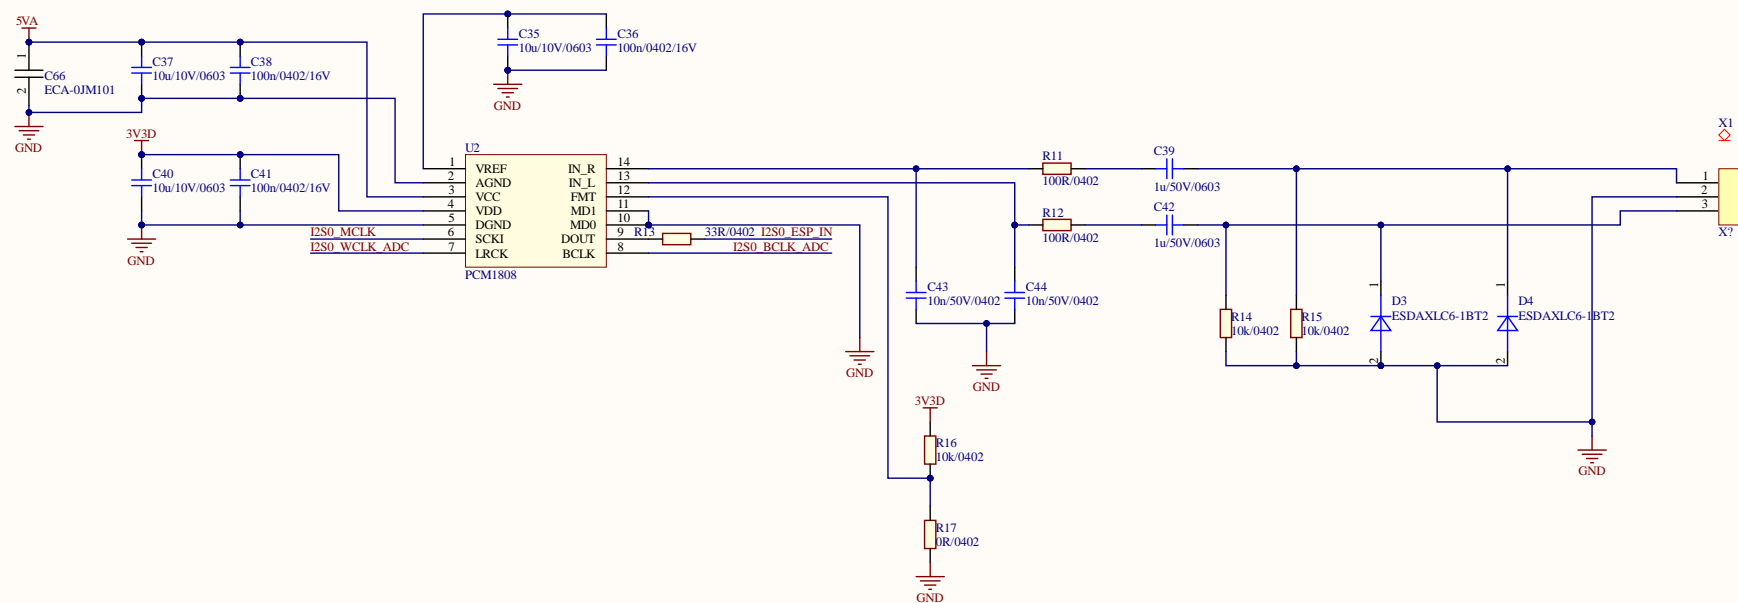 5VA
1
2
C66
ECA-0JM101
GND
C37
10u/10V/0603
C38
100n/0402/16V
C35
10u/10V/0603
C36
100n/0402/16V
GND
3V3D
C40
10u/10V/0603
C41
100n/0402/16V
GND
U2
1 VREF IN_R 14
2 AGND IN_L 13
3 VCC FMT 12
4 VDD MD1 11
5 DGND MD0 10
6 SCKI DOUT 9
7 LRCK BCLK 8
PCM1808
I2S0_MCLK
I2S0_WCLK_ADC
R13
33R/0402
I2S0_ESP_IN
I2S0_BCLK_ADC
GND
C43
10n/50V/0402
C44
10n/50V/0402
GND
R11
100R/0402
C39
1u/50V/0603
R12
100R/0402
C42
1u/50V/0603
R14
10k/0402
R15
10k/0402
1
D3
ESDAXLC6-1BT2
2
1
D4
ESDAXLC6-1BT2
2
GND
X1
1
2
3
X?
3V3D
R16
10k/0402
R17
0R/0402
GND